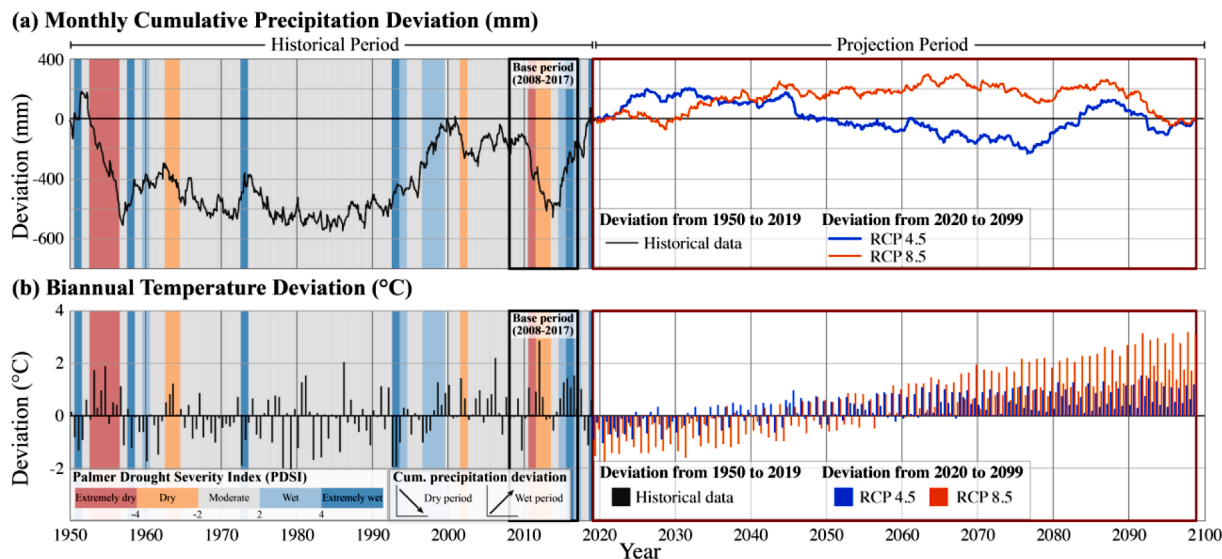 (a) Monthly Cumulative Precipitation Deviation (mm)
Historical Period
Projection Period
400
0
-200
-400
-600
Deviation (mm)
Base period
(2008-2017)
Deviation from 1950 to 2019
Historical data
Deviation from 2020 to 2099
RCP 4.5
RCP 8.5
(b) Biannual Temperature Deviation (°C)
4
2
0
-2
Deviation (°C)
Base period
(2008-2017)
Palmer Drought Severity Index (PDSI)
Extremely dry
Dry
Moderate
Wet
Extremely wet
-4
-2
2
4
Cum. precipitation deviation
Dry period
Wet period
Deviation from 1950 to 2019
Historical data
Deviation from 2020 to 2099
RCP 4.5
RCP 8.5
1950 1960 1970 1980 1990 2000 2010 2020 2030 2040 2050 2060 2070 2080 2090 2100
Year